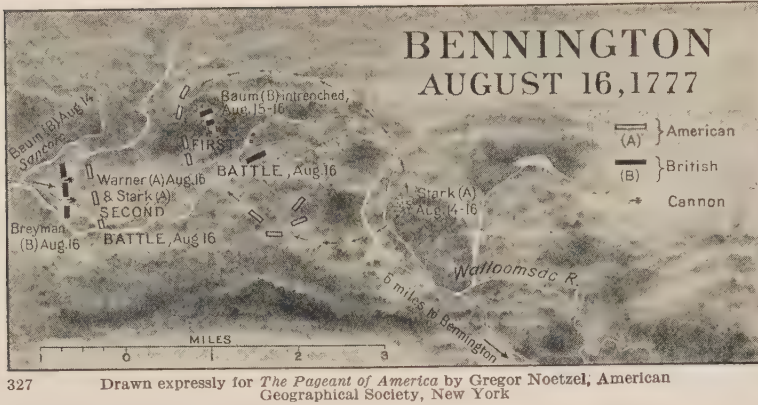 BENNINGTON
AUGUST 16, 1777
(A)
American
(B)
British
Cannon
Baum (B) Aug 14
Sancoix
Baum (B) intrenched,
Aug. 15-16
FIRST
BATTLE, Aug. 16
Warner (A) Aug. 16
& Stark (A)
SECOND
BATTLE, Aug 16
Breyman
(B) Aug. 16
Stark (A)
Aug. 14-16
Walloomsac R.
6 miles to Bennington
MILES
1 0 1 2 3
327 Drawn expressly for The Pageant of America by Gregor Noetzel, American
Geographical Society, New York